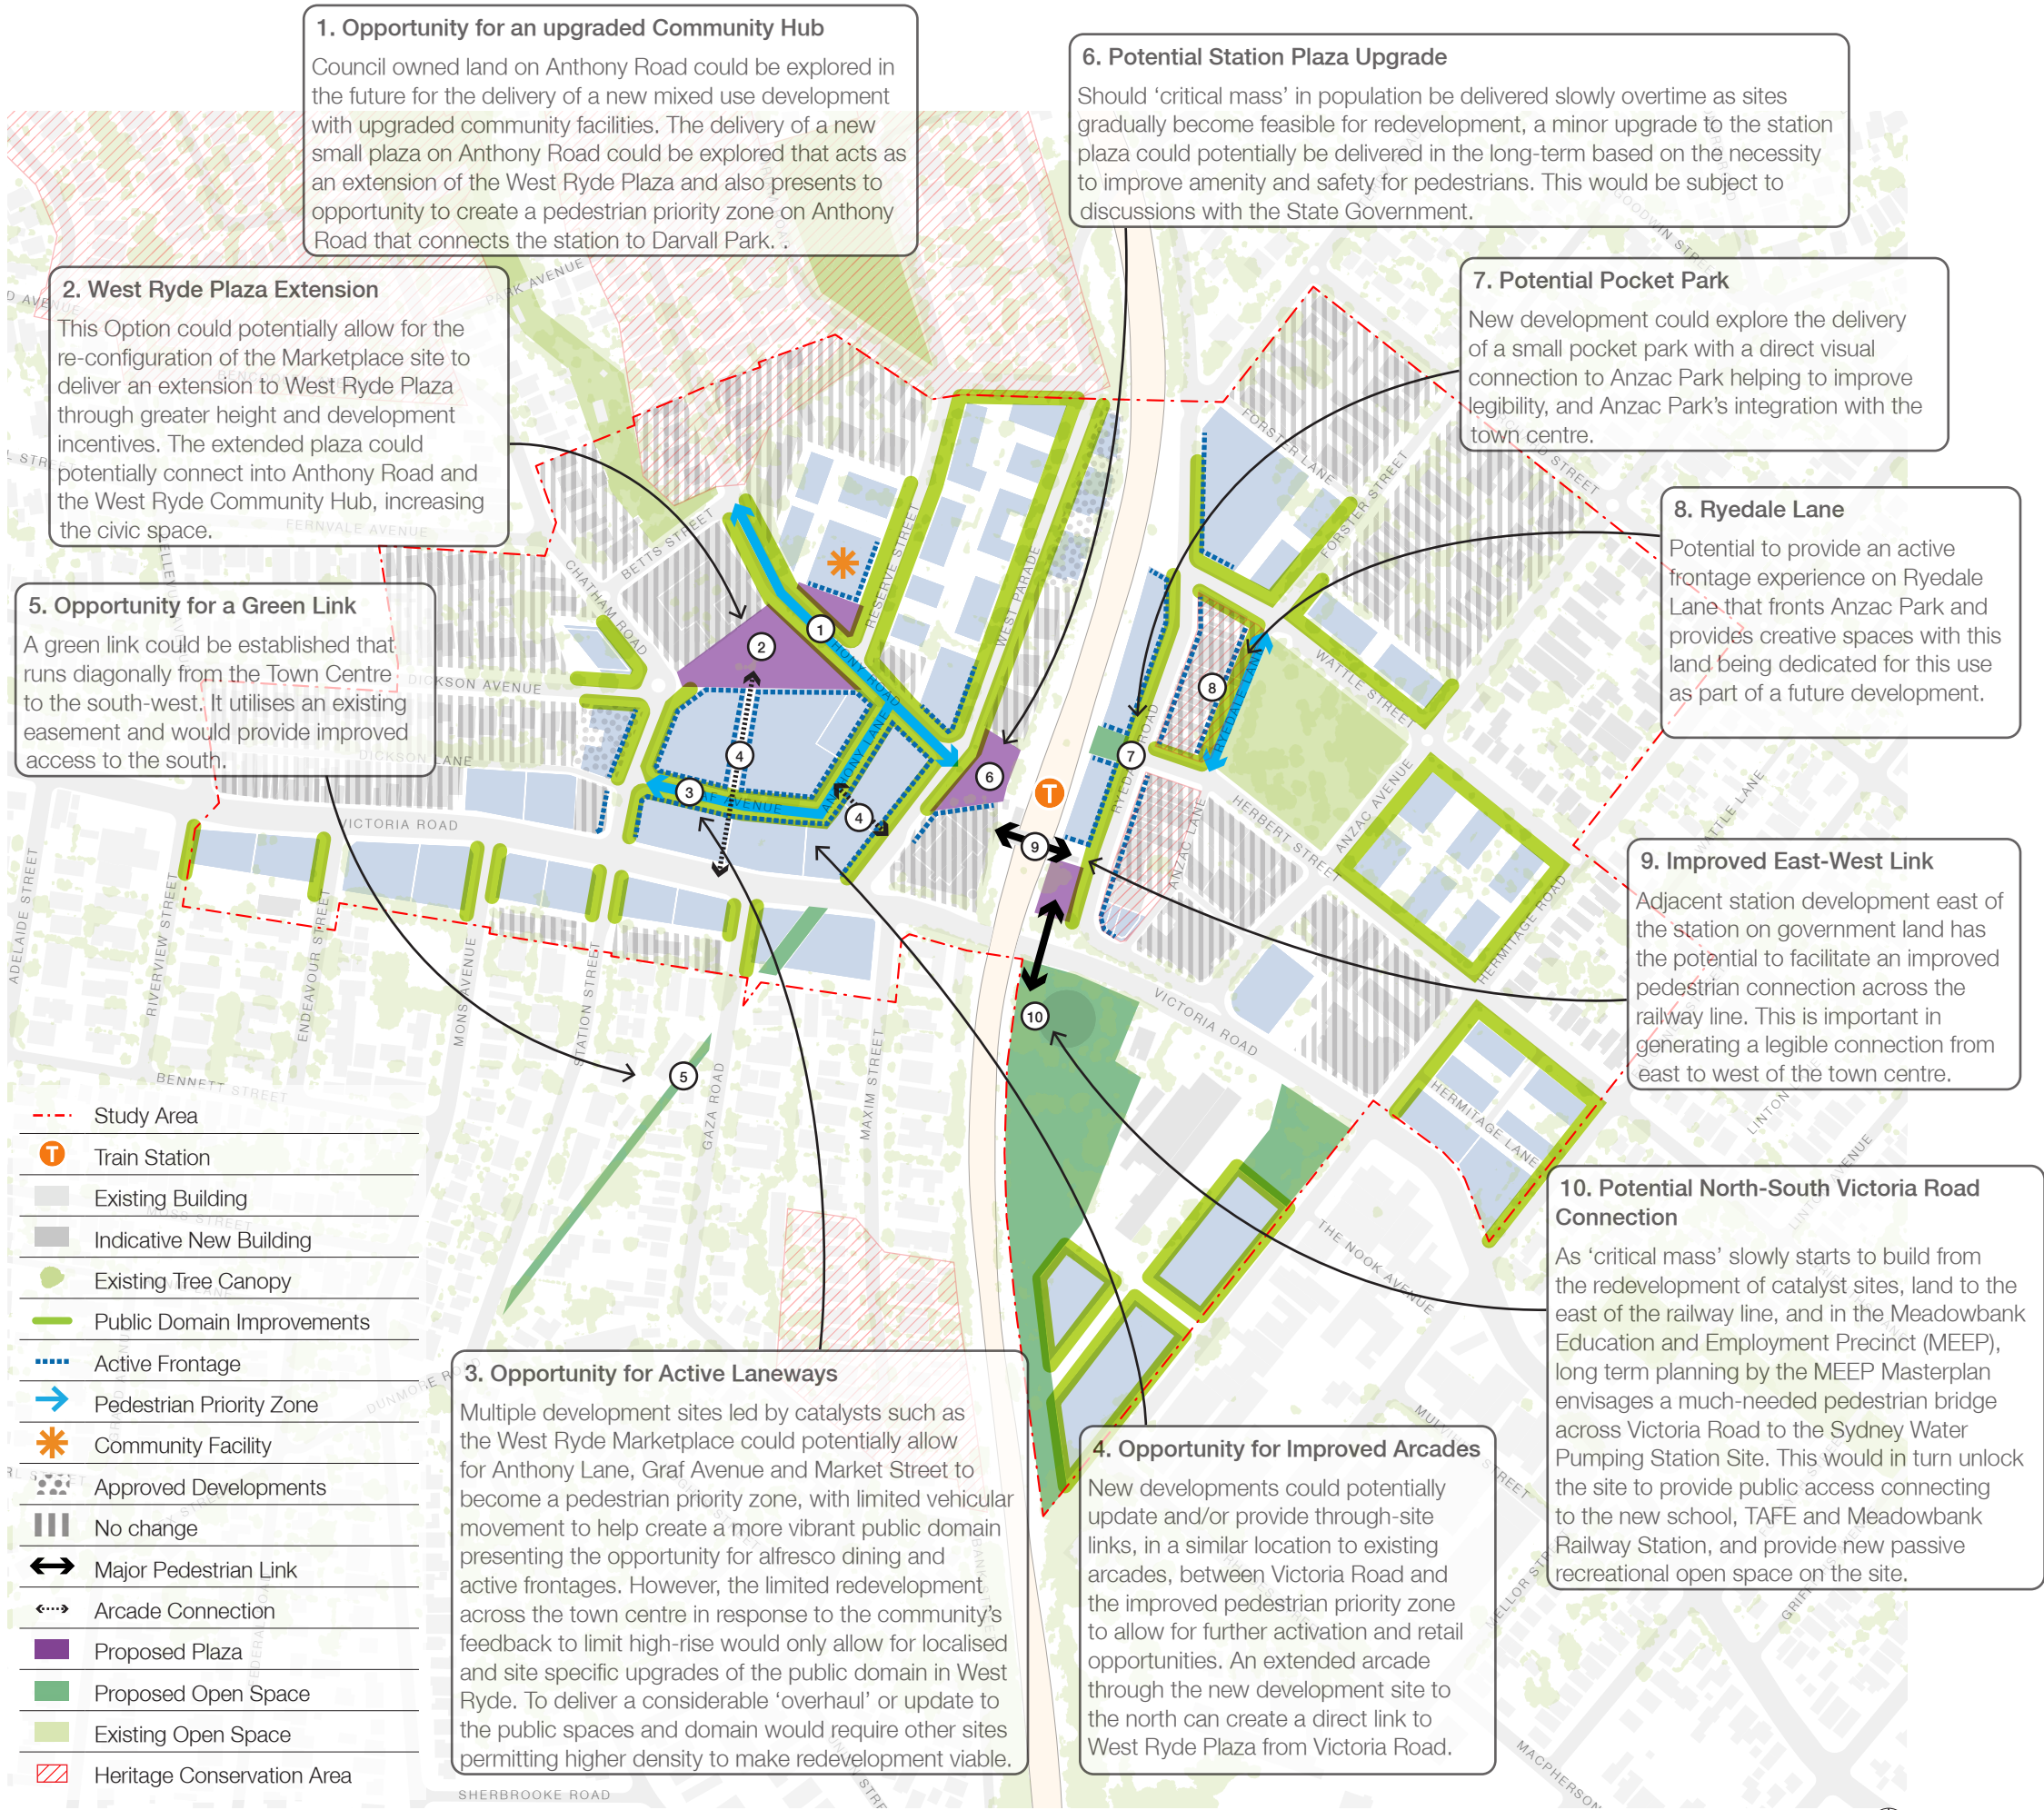 1. Opportunity for an upgraded Community Hub
Council owned land on Anthony Road could be explored in
the future for the delivery of a new mixed use development
with upgraded community facilities. The delivery of a new
small plaza on Anthony Road could be explored that acts as
an extension of the West Ryde Plaza and also presents to
opportunity to create a pedestrian priority zone on Anthony
Road that connects the station to Darvall Park. .
6. Potential Station Plaza Upgrade
Should ‘critical mass’ in population be delivered slowly overtime as sites
gradually become feasible for redevelopment, a minor upgrade to the station
plaza could potentially be delivered in the long-term based on the necessity
to improve amenity and safety for pedestrians. This would be subject to
discussions with the State Government.
2. West Ryde Plaza Extension
This Option could potentially allow for the
re-configuration of the Marketplace site to
deliver an extension to West Ryde Plaza
through greater height and development
incentives. The extended plaza could
potentially connect into Anthony Road and
the West Ryde Community Hub, increasing
the civic space.
7. Potential Pocket Park
New development could explore the delivery
of a small pocket park with a direct visual
connection to Anzac Park helping to improve
legibility, and Anzac Park’s integration with the
town centre.
8. Ryedale Lane
Potential to provide an active
frontage experience on Ryedale
Lane that fronts Anzac Park and
provides creative spaces with this
land being dedicated for this use
as part of a future development.
5. Opportunity for a Green Link
A green link could be established that
runs diagonally from the Town Centre
to the south-west. It utilises an existing
easement and would provide improved
access to the south.
9. Improved East-West Link
Adjacent station development east of
the station on government land has
the potential to facilitate an improved
pedestrian connection across the
railway line. This is important in
generating a legible connection from
east to west of the town centre.
10. Potential North-South Victoria Road
Connection
As ‘critical mass’ slowly starts to build from
the redevelopment of catalyst sites, land to the
east of the railway line, and in the Meadowbank
Education and Employment Precinct (MEEP),
long term planning by the MEEP Masterplan
envisages a much-needed pedestrian bridge
across Victoria Road to the Sydney Water
Pumping Station Site. This would in turn unlock
the site to provide public access connecting
to the new school, TAFE and Meadowbank
Railway Station, and provide new passive
recreational open space on the site.
3. Opportunity for Active Laneways
Multiple development sites led by catalysts such as
the West Ryde Marketplace could potentially allow
for Anthony Lane, Graf Avenue and Market Street to
become a pedestrian priority zone, with limited vehicular
movement to help create a more vibrant public domain
presenting the opportunity for alfresco dining and
active frontages. However, the limited redevelopment
across the town centre in response to the community’s
feedback to limit high-rise would only allow for localised
and site specific upgrades of the public domain in West
Ryde. To deliver a considerable ‘overhaul’ or update to
the public spaces and domain would require other sites
permitting higher density to make redevelopment viable.
4. Opportunity for Improved Arcades
New developments could potentially
update and/or provide through-site
links, in a similar location to existing
arcades, between Victoria Road and
the improved pedestrian priority zone
to allow for further activation and retail
opportunities. An extended arcade
through the new development site to
the north can create a direct link to
West Ryde Plaza from Victoria Road.
Study Area
T
Train Station
Existing Building
Indicative New Building
Existing Tree Canopy
Public Domain Improvements
Active Frontage
Pedestrian Priority Zone
Community Facility
Approved Developments
No change
Major Pedestrian Link
Arcade Connection
Proposed Plaza
Proposed Open Space
Existing Open Space
Heritage Conservation Area
PARK AVENUE
GOODWIN STREET
FORSTER LANE
FORSTER STREET
FERNVALE AVENUE
BETTS STREET
CHATHAM ROAD
RESERVE STREET
WEST PARADE
DICKSON AVENUE
DICKSON LANE
ANTHONY LANE
WATTLE STREET
RYEDALE LANE
ANZAC LANE
HERBERT STREET
ANZAC AVENUE
WATTLE LANE
HERMITAGE ROAD
VICTORIA ROAD
VICTORIA ROAD
ADELAIDE STREET
RIVERVIEW STREET
ENDEAVOUR STREET
MONS AVENUE
STATION STREET
GAZA ROAD
MAXIM STREET
BENNETT STREET
HERMITAGE LANE
LINTON AVENUE
THE NOOK AVENUE
DUNMORE ROAD
MELLOR STREET
SHERBROOKE ROAD
1
2
3
4
4
5
6
7
8
9
10
T